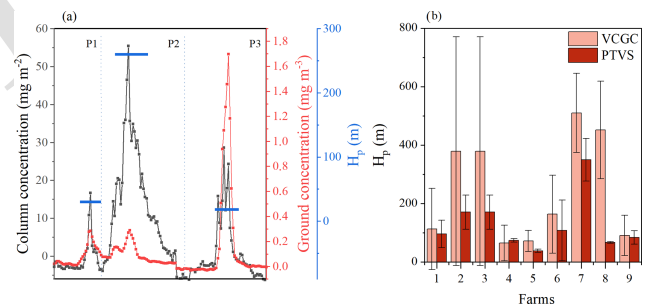 (a)
P1
P2
P3
Column concentration (mg m-2)
60
50
40
30
20
10
0
Ground concentration (mg m-3)
1.8
1.6
1.4
1.2
1.0
0.8
0.6
0.4
0.2
0.0
Hp (m)
300
200
100
0
(b)
VCGC
PTVS
Hp (m)
800
600
400
200
0
1 2 3 4 5 6 7 8 9
Farms